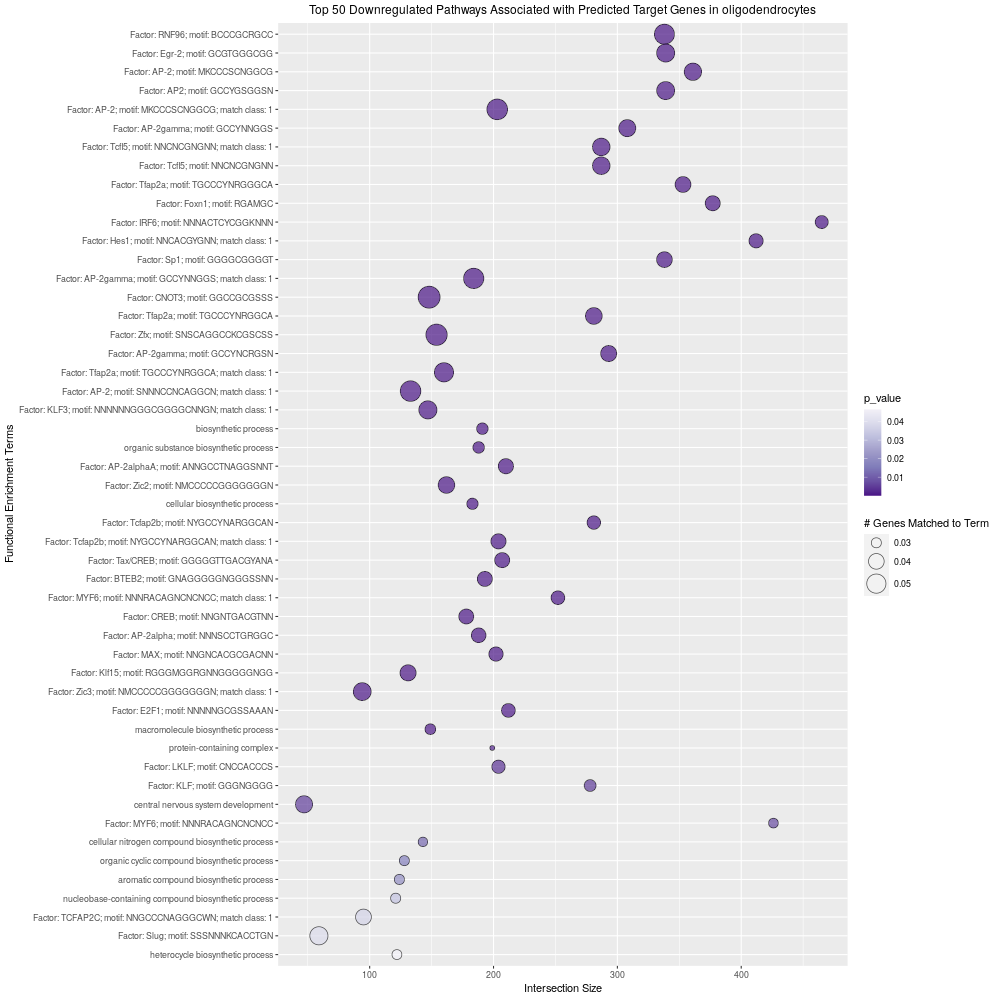 Top 50 Downregulated Pathways Associated with Predicted Target Genes in oligodendrocytes
Factor: RNF96; motif: BCCCGCRGCC
Factor: Egr-2; motif: GCGTGGGCGG
Factor: AP-2; motif: MKCCCSCNGGCG
Factor: AP2; motif: GCCYGSGGSN
Factor: AP-2; motif: MKCCCSCNGGCG; match class: 1
Factor: AP-2gamma; motif: GCCYNNGGS
Factor: Tcfl5; motif: NNCNCGNGNN; match class: 1
Factor: Tcfl5; motif: NNCNCGNGNN
Factor: Tfap2a; motif: TGCCCYNRGGGCA
Factor: Foxn1; motif: RGAMGC
Factor: IRF6; motif: NNNACTCYCGGKNNN
Factor: Hes1; motif: NNCACGYGNN; match class: 1
Factor: Sp1; motif: GGGGCGGGGT
Factor: AP-2gamma; motif: GCCYNNGGS; match class: 1
Factor: CNOT3; motif: GGCCGCGSSS
Factor: Tfap2a; motif: TGCCCYNRGGCA
Factor: Zfx; motif: SNSCAGGCCKCGSCSS
Factor: AP-2gamma; motif: GCCYNCRGSN
Factor: Tfap2a; motif: TGCCCYNRGGCA; match class: 1
Factor: AP-2; motif: SNNNCCNCAGGCN; match class: 1
Factor: KLF3; motif: NNNNNNGGGCGGGGCNNGN; match class: 1
biosynthetic process
organic substance biosynthetic process
Factor: AP-2alphaA; motif: ANNGCCTNAGGSNNT
Factor: Zic2; motif: NMCCCCCGGGGGGGN
cellular biosynthetic process
Factor: Tcfap2b; motif: NYGCCYNARGGCAN
Factor: Tcfap2b; motif: NYGCCYNARGGCAN; match class: 1
Factor: Tax/CREB; motif: GGGGGTTGACGYANA
Factor: BTEB2; motif: GNAGGGGGNGGGSSNN
Factor: MYF6; motif: NNNRACAGNCNCNCC; match class: 1
Factor: CREB; motif: NNGNTGACGTNN
Factor: AP-2alpha; motif: NNNSCCTGRGGC
Factor: MAX; motif: NNGNCACGCGACNN
Factor: Klf15; motif: RGGGMGGRGNNGGGGGNGG
Factor: Zic3; motif: NMCCCCCGGGGGGGN; match class: 1
Factor: E2F1; motif: NNNNNGCGSSAAAN
macromolecule biosynthetic process
protein-containing complex
Factor: LKLF; motif: CNCCACCCS
Factor: KLF; motif: GGGNGGGG
central nervous system development
Factor: MYF6; motif: NNNRACAGNCNCNCC
cellular nitrogen compound biosynthetic process
organic cyclic compound biosynthetic process
aromatic compound biosynthetic process
nucleobase-containing compound biosynthetic process
Factor: TCFAP2C; motif: NNGCCCNAGGGCWN; match class: 1
Factor: Slug; motif: SSSNNNKCACCTGN
heterocycle biosynthetic process
Functional Enrichment Terms
100 200 300 400
Intersection Size
p_value
0.04
0.03
0.02
0.01
# Genes Matched to Term
0.03
0.04
0.05